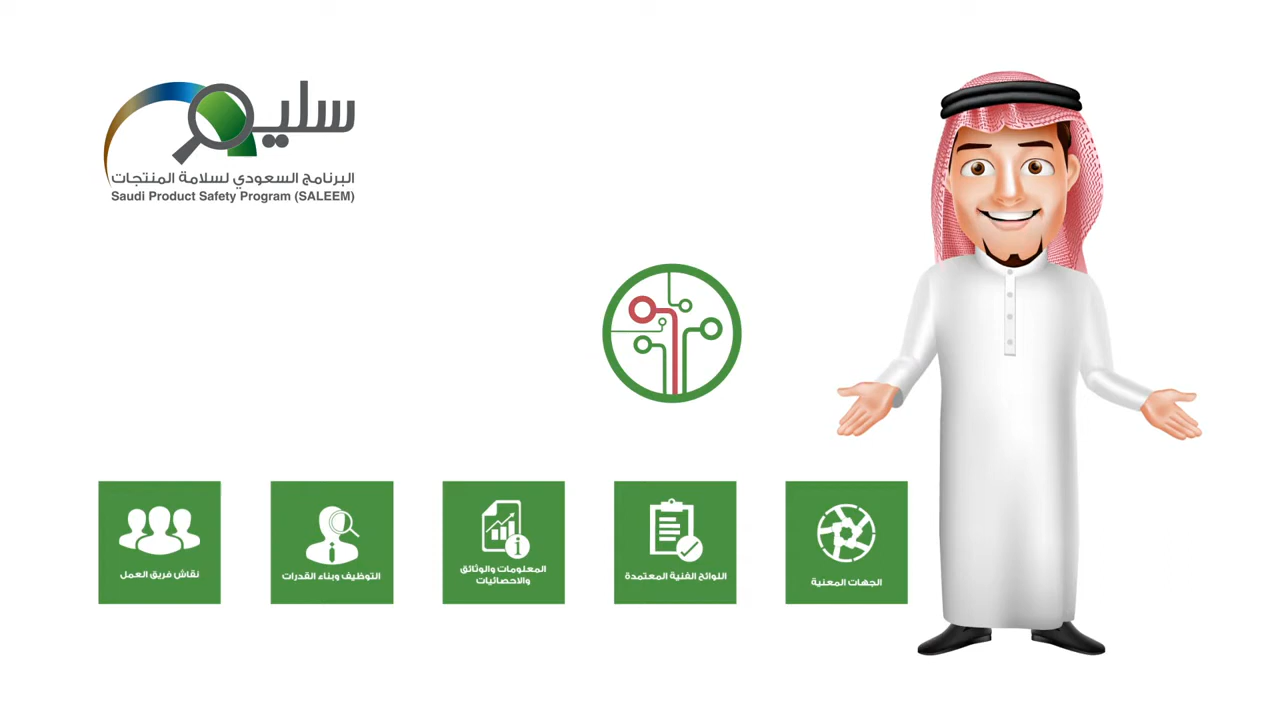 سليم
البرنامج السعودي لسلامة المنتجات
Saudi Product Safety Program (SALEEM)
الجهات المعنية
اللوائح الفنية المعتمدة
المعلومات والوثائق
والاحصائيات
التوظيف وبناء القدرات
نقاش فريق العمل